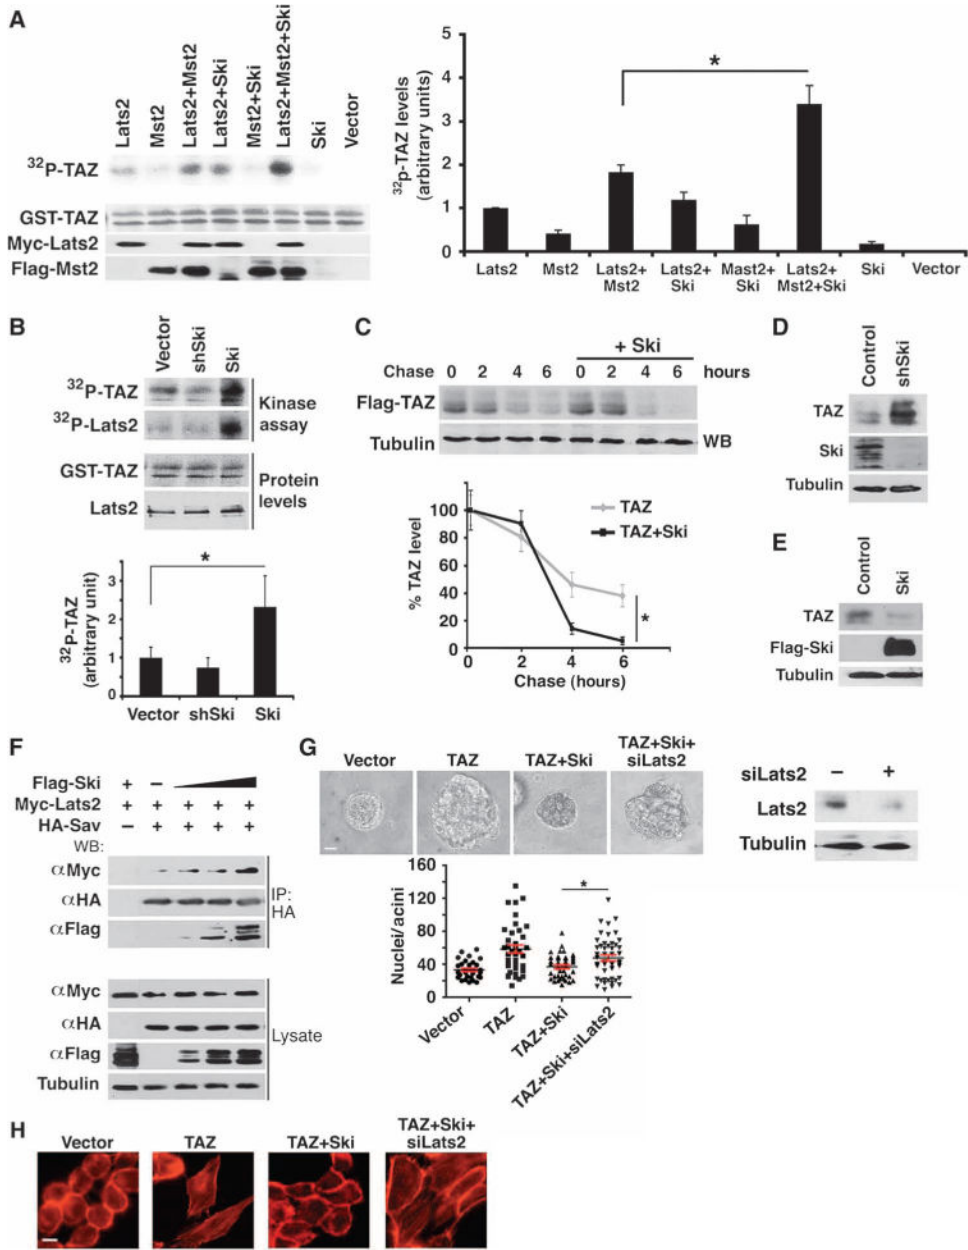 A
Lats2
Mst2
Lats2+Mst2
Lats2+Ski
Mst2+Ski
Lats2+Mst2+Ski
Ski
Vector
32P-TAZ
GST-TAZ
Myc-Lats2
Flag-Mst2
32p-TAZ levels
(arbitrary units)
5
4
3
2
1
0
*
Lats2
Mst2
Lats2+
Mst2
Lats2+
Ski
Mast2+
Ski
Lats2+
Mst2+Ski
Ski
Vector
B
Vector
shSki
Ski
32P-TAZ
32P-Lats2
Kinase
assay
GST-TAZ
Lats2
Protein
levels
32P-TAZ
(arbitrary unit)
3
2
1
0
*
Vector
shSki
Ski
C
+ Ski
Chase 0 2 4 6 0 2 4 6 hours
Flag-TAZ
Tubulin
WB
% TAZ level
100
80
60
40
20
0
TAZ
TAZ+Ski
*
0 2 4 6
Chase (hours)
D
Control
shSki
TAZ
Ski
Tubulin
E
Control
Ski
TAZ
Flag-Ski
Tubulin
F
Flag-Ski + −
Myc-Lats2 + + + + +
HA-Sav − + + + +
WB:
αMyc
αHA
αFlag
IP:
HA
αMyc
αHA
αFlag
Tubulin
Lysate
G
Vector
TAZ
TAZ+Ski
TAZ+Ski+
siLats2
Nuclei/acini
160
120
80
40
0
*
Vector
TAZ
TAZ+Ski
TAZ+Ski+siLats2
siLats2 − +
Lats2
Tubulin
H
Vector
TAZ
TAZ+Ski
TAZ+Ski+
siLats2